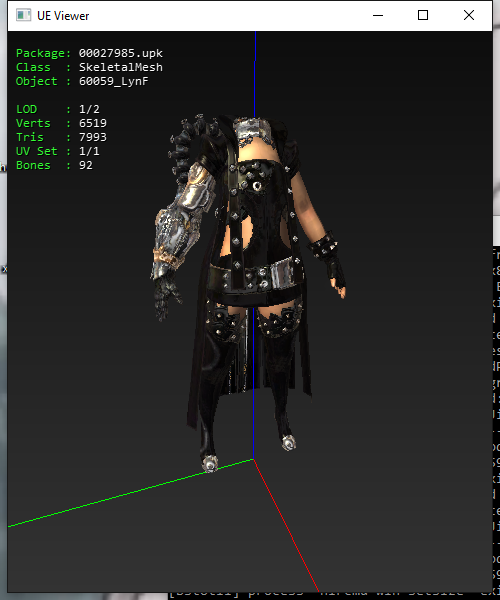 UE Viewer
Package: 00027985.upk
Class : SkeletalMesh
Object : 60059_LynF
LOD : 1/2
Verts : 6519
Tris : 7993
UV Set : 1/1
Bones : 92